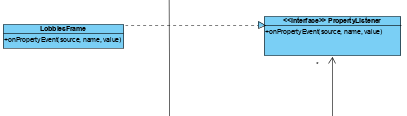 LobbiesFrame
+onPropertyEvent(source, name, value)
<<Interface>> PropertyListener
+onPropertyEvent(source, name, value)
*